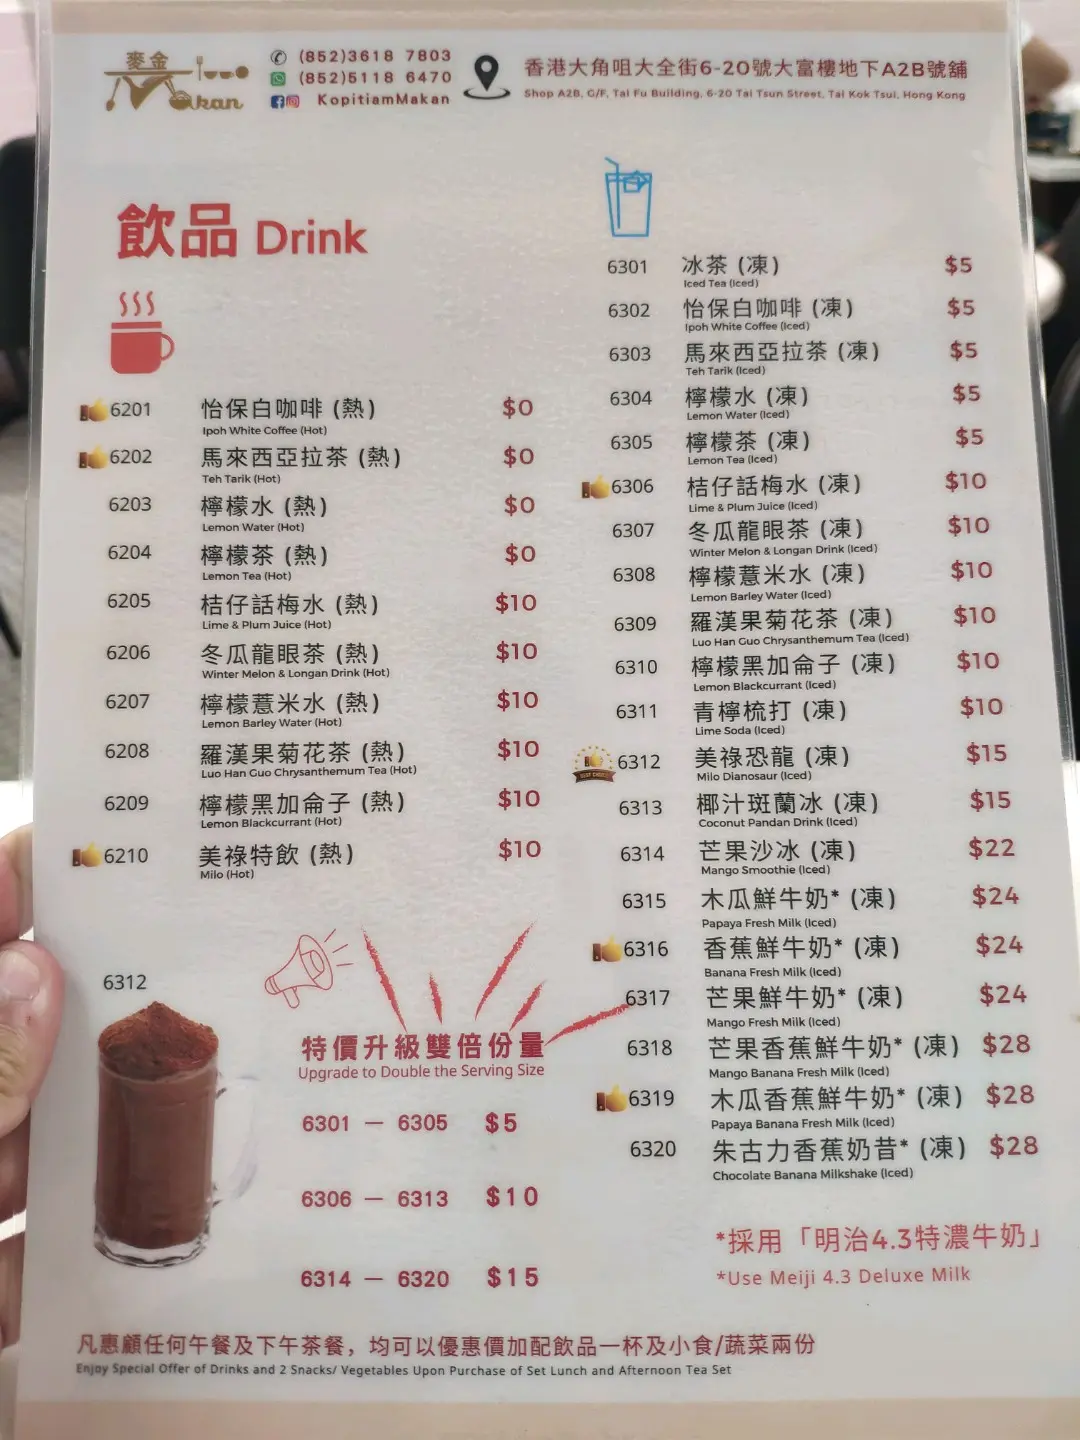 麥金
Makan
(852)3618 7803
(852)5118 6470
KopitiamMakan
香港大角咀大全街6-20號大富樓地下A2B號舖
Shop A2B, G/F, Tai Fu Building, 6-20 Tai Tsun Street, Tai Kok Tsui, Hong Kong
飲品 Drink
6201 怡保白咖啡 (熱) $0
Ipoh White Coffee (Hot)
6202 馬來西亞拉茶 (熱) $0
Teh Tarik (Hot)
6203 檸檬水 (熱) $0
Lemon Water (Hot)
6204 檸檬茶 (熱) $0
Lemon Tea (Hot)
6205 桔仔話梅水 (熱) $10
Lime & Plum Juice (Hot)
6206 冬瓜龍眼茶 (熱) $10
Winter Melon & Longan Drink (Hot)
6207 檸檬薏米水 (熱) $10
Lemon Barley Water (Hot)
6208 羅漢果菊花茶 (熱) $10
Luo Han Guo Chrysanthemum Tea (Hot)
6209 檸檬黑加侖子 (熱) $10
Lemon Blackcurrant (Hot)
6210 美祿特飲 (熱) $10
Milo (Hot)
6312
特價升級雙倍份量
Upgrade to Double the Serving Size
6301 — 6305 $5
6306 — 6313 $10
6314 — 6320 $15
6301 冰茶 (凍) $5
Iced Tea (Iced)
6302 怡保白咖啡 (凍) $5
Ipoh White Coffee (Iced)
6303 馬來西亞拉茶 (凍) $5
Teh Tarik (Iced)
6304 檸檬水 (凍) $5
Lemon Water (Iced)
6305 檸檬茶 (凍) $5
Lemon Tea (Iced)
6306 桔仔話梅水 (凍) $10
Lime & Plum Juice (Iced)
6307 冬瓜龍眼茶 (凍) $10
Winter Melon & Longan Drink (Iced)
6308 檸檬薏米水 (凍) $10
Lemon Barley Water (Iced)
6309 羅漢果菊花茶 (凍) $10
Luo Han Guo Chrysanthemum Tea (Iced)
6310 檸檬黑加侖子 (凍) $10
Lemon Blackcurrant (Iced)
6311 青檸梳打 (凍) $10
Lime Soda (Iced)
6312 美祿恐龍 (凍) $15
Milo Dianosaur (Iced)
6313 椰汁斑蘭冰 (凍) $15
Coconut Pandan Drink (Iced)
6314 芒果沙冰 (凍) $22
Mango Smoothie (Iced)
6315 木瓜鮮牛奶* (凍) $24
Papaya Fresh Milk (Iced)
6316 香蕉鮮牛奶* (凍) $24
Banana Fresh Milk (Iced)
6317 芒果鮮牛奶* (凍) $24
Mango Fresh Milk (Iced)
6318 芒果香蕉鮮牛奶* (凍) $28
Mango Banana Fresh Milk (Iced)
6319 木瓜香蕉鮮牛奶* (凍) $28
Papaya Banana Fresh Milk (Iced)
6320 朱古力香蕉奶昔* (凍) $28
Chocolate Banana Milkshake (Iced)
*採用「明治4.3特濃牛奶」
*Use Meiji 4.3 Deluxe Milk
凡惠顧任何午餐及下午茶餐，均可以優惠價加配飲品一杯及小食/蔬菜兩份
Enjoy Special Offer of Drinks and 2 Snacks/ Vegetables Upon Purchase of Set Lunch and Afternoon Tea Set